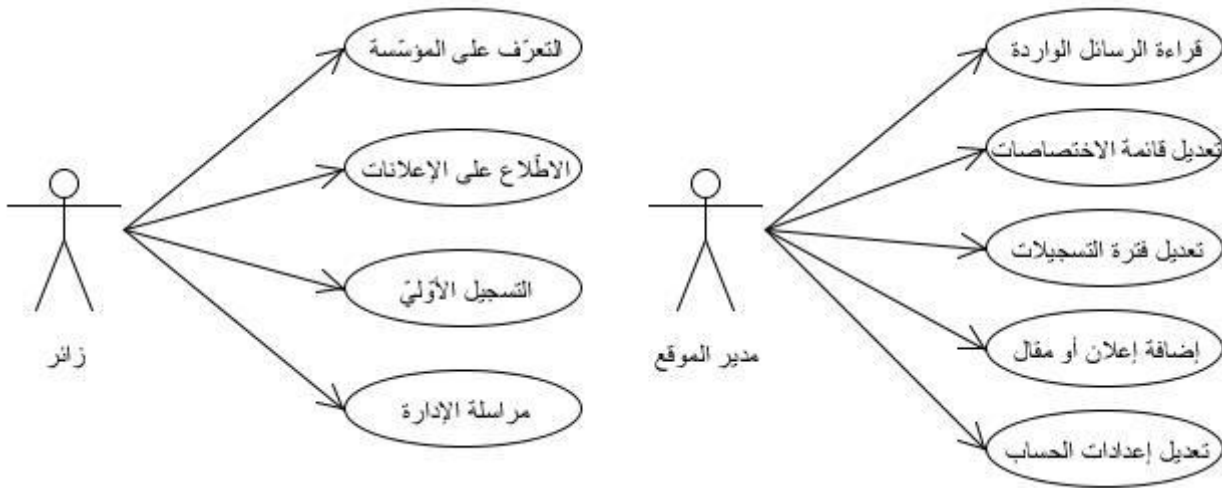 التعرّف على المؤسّسة
الاطّلاع على الإعلانات
التسجيل الأوّليّ
مراسلة الإدارة
زائر
قراءة الرسائل الواردة
تعديل قائمة الاختصاصات
تعديل فترة التسجيلات
إضافة إعلان أو مقال
تعديل إعدادات الحساب
مدير الموقع